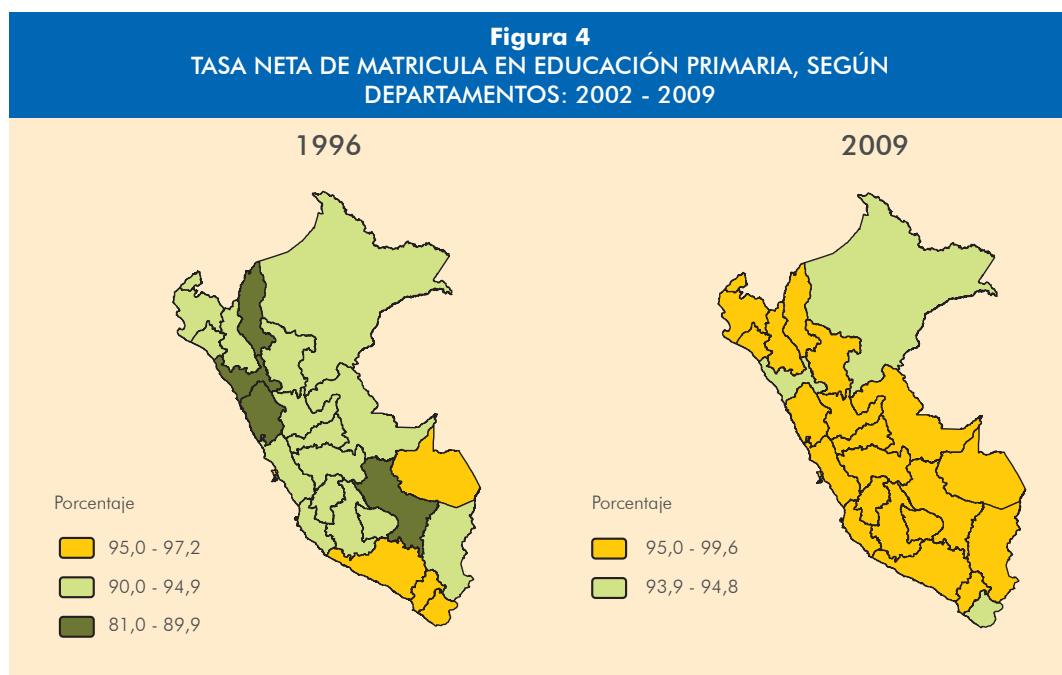 Figura 4
TASA NETA DE MATRICULA EN EDUCACIÓN PRIMARIA, SEGÚN
DEPARTAMENTOS: 2002 - 2009
1996
2009
Porcentaje
95,0 - 97,2
90,0 - 94,9
81,0 - 89,9
Porcentaje
95,0 - 99,6
93,9 - 94,8